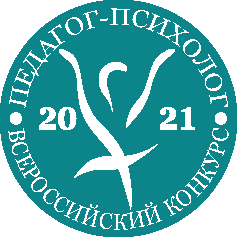 ПЕДАГОГ-ПСИХОЛОГ
20 21
ВСЕРОССИЙСКИЙ КОНКУРС